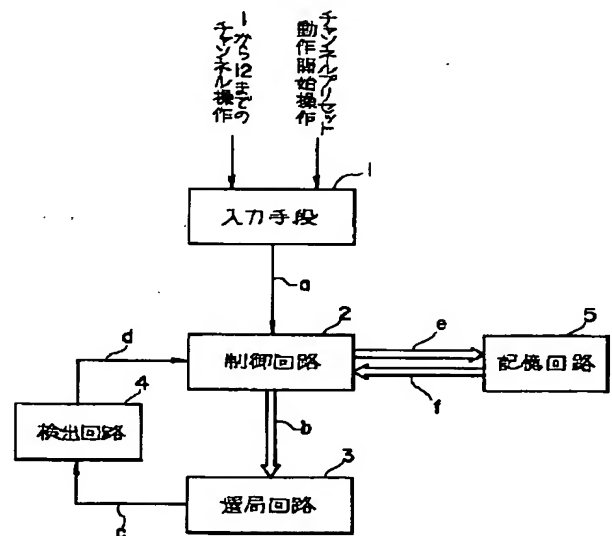 1から12までの
チャンネル操作
チャンネルプリセット
動作開始操作
1
入力手段
a
2
制御回路
e
5
記憶回路
f
d
4
検出回路
b
3
選局回路
c